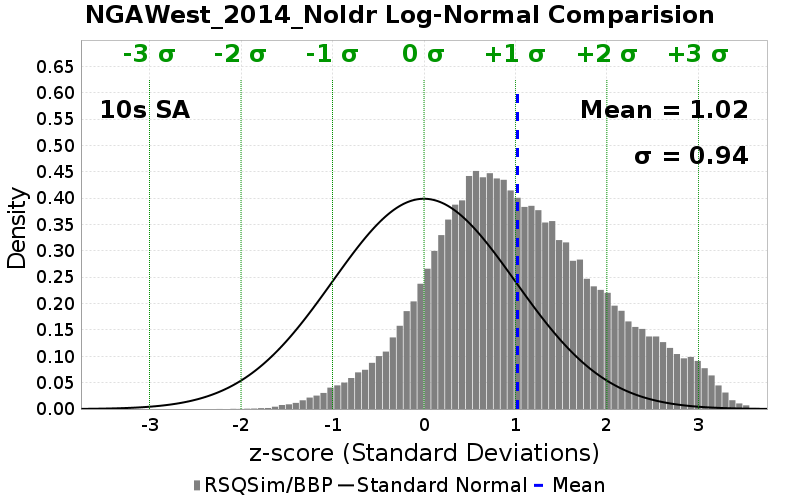 NGAWest_2014_NoIdr Log-Normal Comparision
-3 σ -2 σ -1 σ 0 σ +1 σ +2 σ +3 σ
10s SA
Mean = 1.02
σ = 0.94
Density
0.65
0.60
0.55
0.50
0.45
0.40
0.35
0.30
0.25
0.20
0.15
0.10
0.05
0.00
-3 -2 -1 0 1 2 3
z-score (Standard Deviations)
RSQSim/BBP Standard Normal Mean